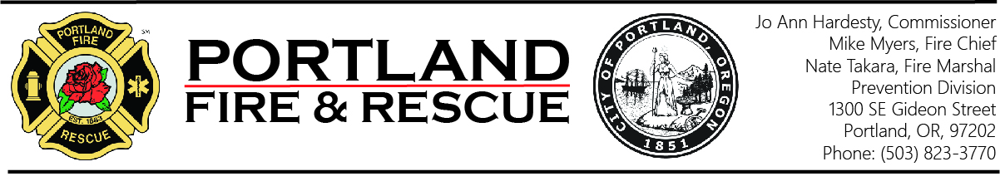 PORTLAND
FIRE
EST. 1883
RESCUE
SM
PORTLAND
FIRE & RESCUE
CITY OF PORTLAND, OREGON
1851
Jo Ann Hardesty, Commissioner
Mike Myers, Fire Chief
Nate Takara, Fire Marshal
Prevention Division
1300 SE Gideon Street
Portland, OR, 97202
Phone: (503) 823-3770